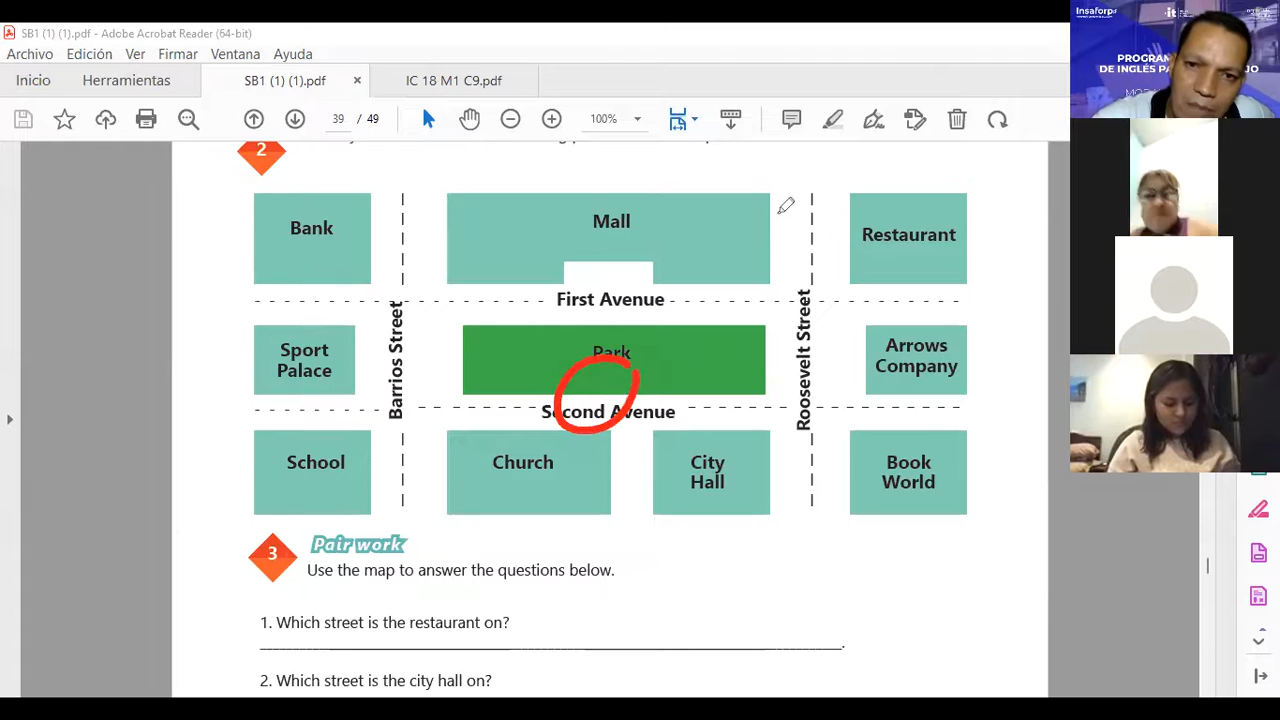 SB1 (1) (1).pdf - Adobe Acrobat Reader (64-bit)
Archivo Edición Ver Firmar Ventana Ayuda
Inicio Herramientas SB1 (1) (1).pdf × IC 18 M1 C9.pdf
39 / 49 100%
2
Bank
Mall
Restaurant
First Avenue
Barrios Street
Roosevelt Street
Sport
Palace
Park
Arrows
Company
Second Avenue
School
Church
City
Hall
Book
World
3 Pair work
Use the map to answer the questions below.
1. Which street is the restaurant on?
2. Which street is the city hall on?
Insaforp
it
PROGRAM
DE INGLÉS PA JO